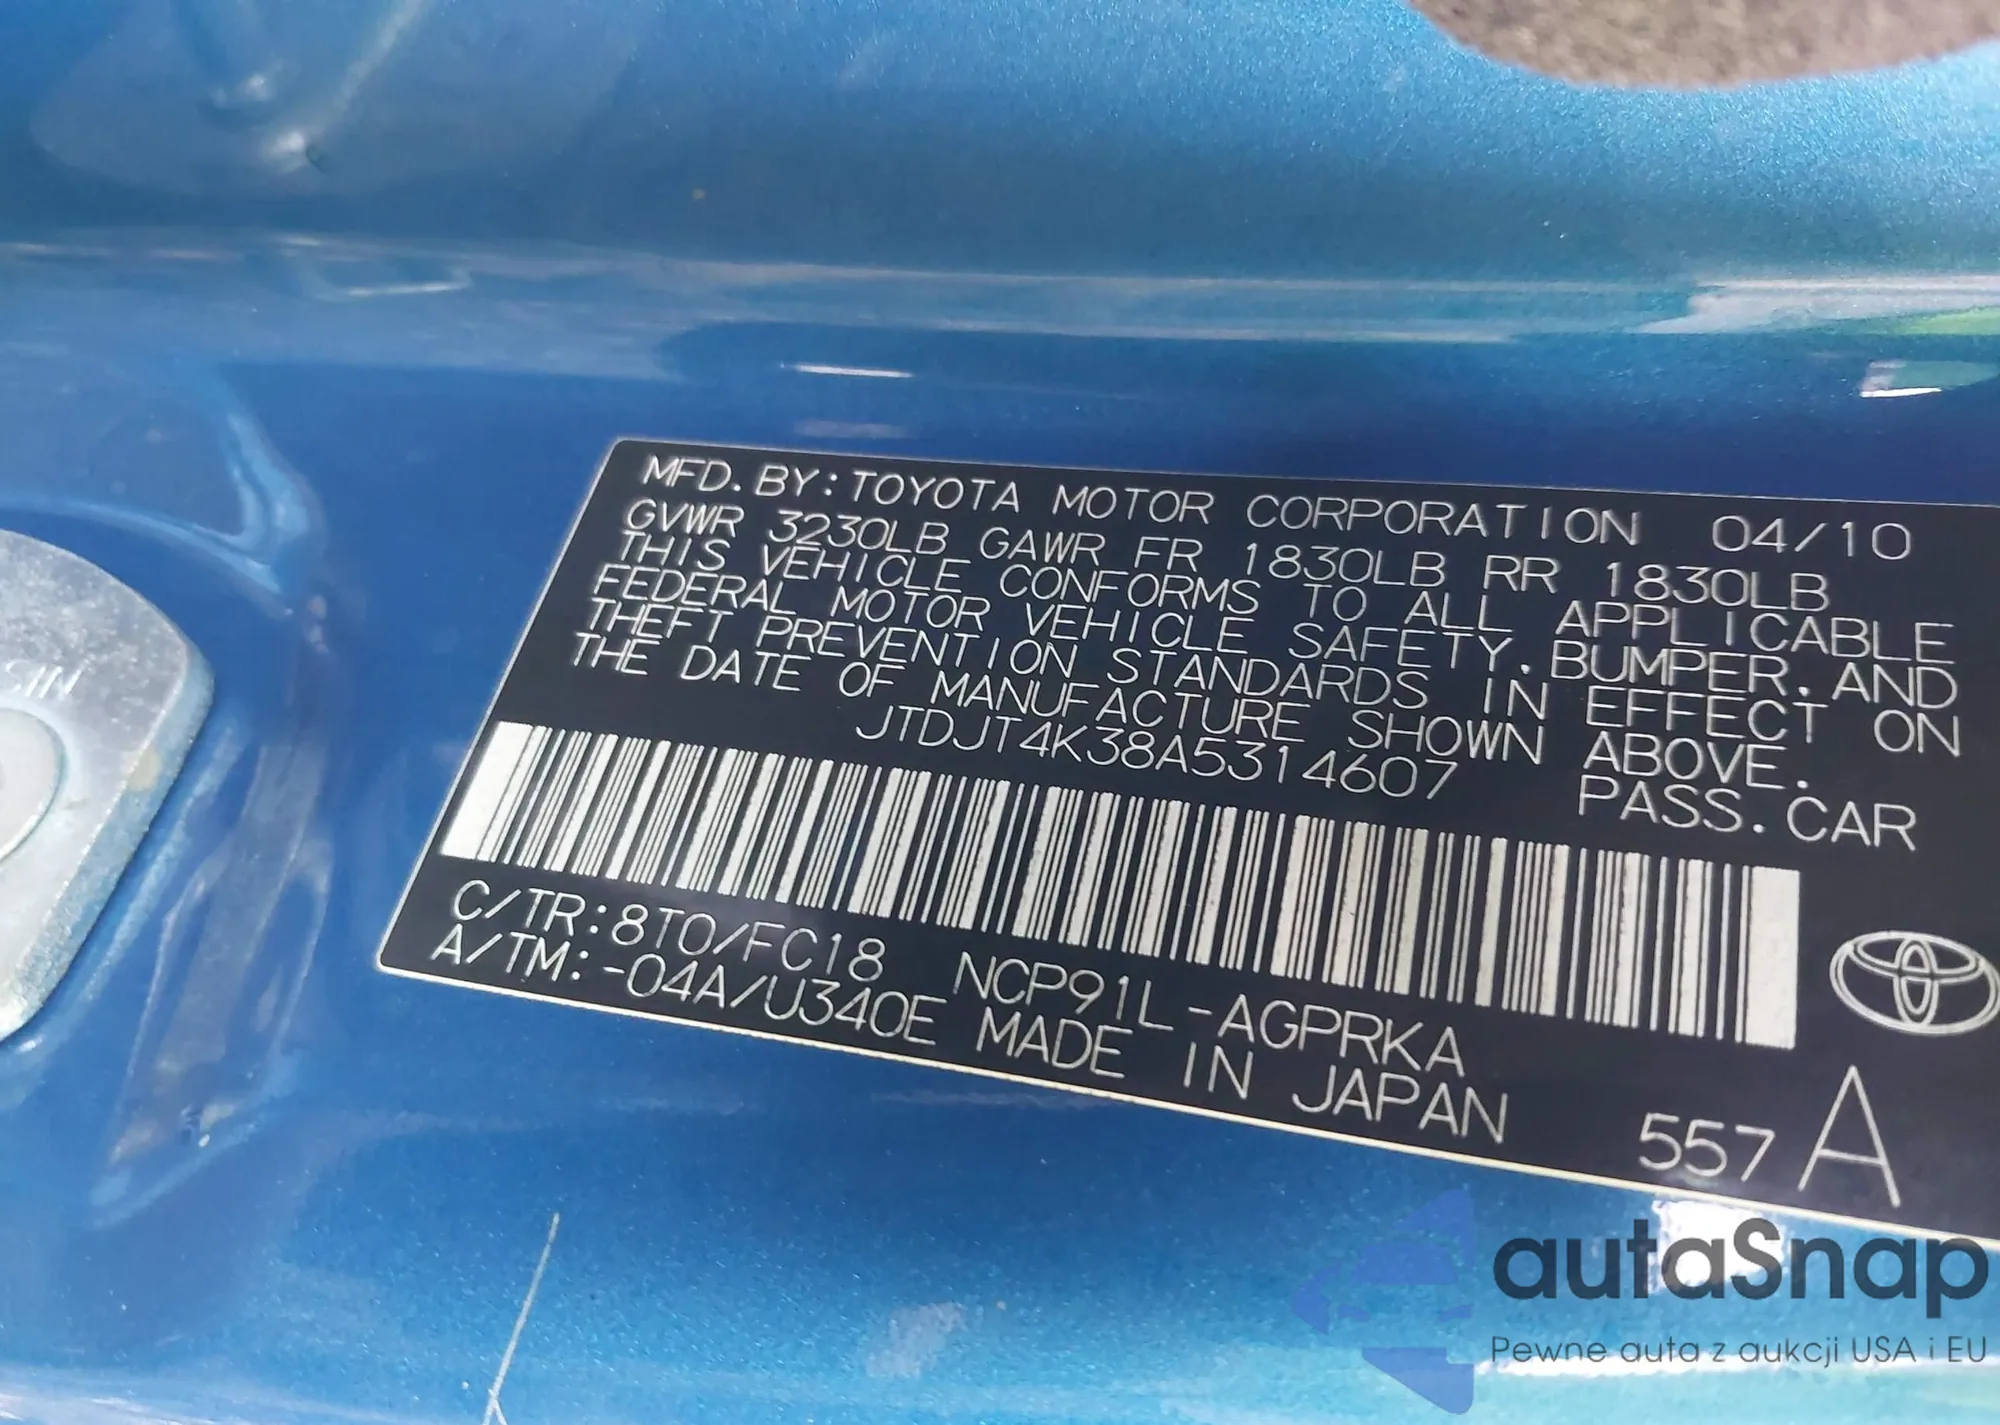 MFD. BY: TOYOTA MOTOR CORPORATION 04/10
GVWR 3230LB GAWR FR 1830LB RR 1830LB
THIS VEHICLE CONFORMS TO ALL APPLICABLE
FEDERAL MOTOR VEHICLE SAFETY, BUMPER, AND
THEFT PREVENTION STANDARDS IN EFFECT ON
THE DATE OF MANUFACTURE SHOWN ABOVE.
JTDJT4K38A5314607 PASS. CAR
C/TR:8T0/FC18 NCP91L-AGPRKA
A/TM:-04A/U340E MADE IN JAPAN 557 A
autaSnap
Pewne auta z aukcji USA i EU